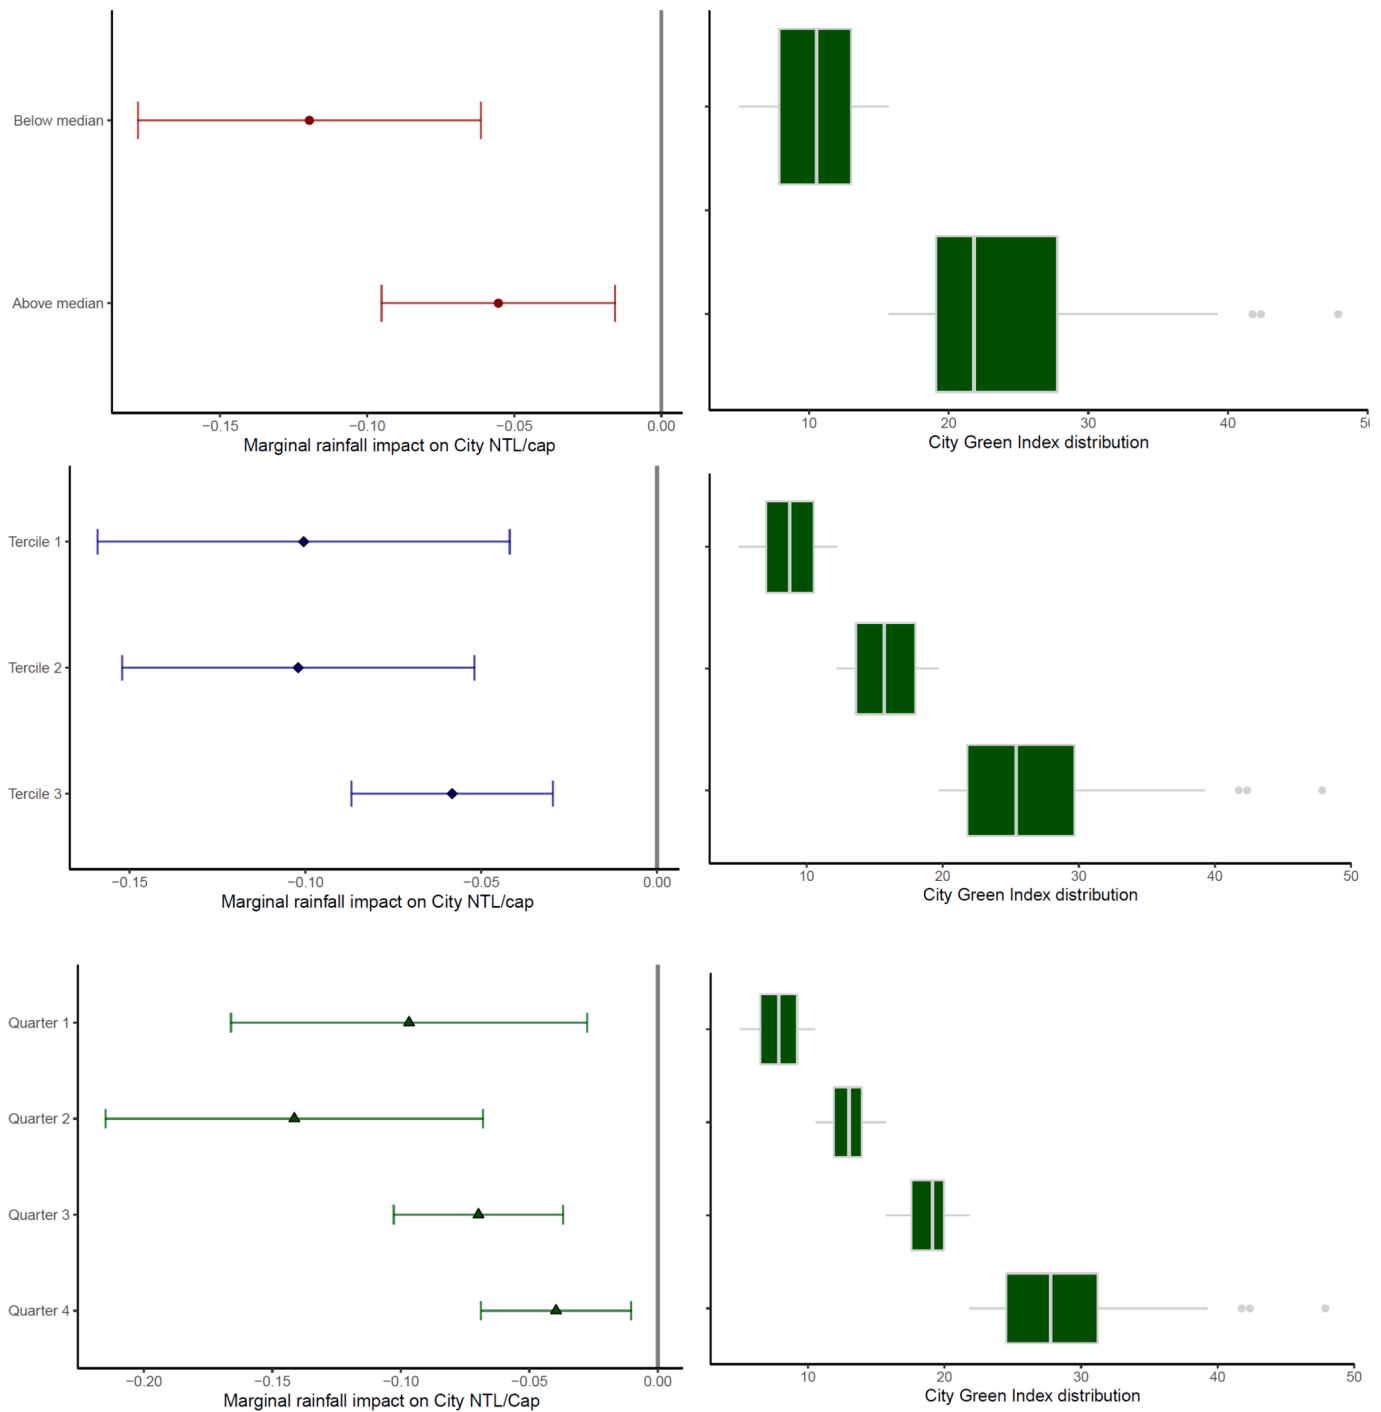 Below median
Above median
−0.15 −0.10 −0.05 0.00
Marginal rainfall impact on City NTL/cap
10 20 30 40 50
City Green Index distribution
Tercile 1
Tercile 2
Tercile 3
−0.15 −0.10 −0.05 0.00
Marginal rainfall impact on City NTL/cap
10 20 30 40 50
City Green Index distribution
Quarter 1
Quarter 2
Quarter 3
Quarter 4
−0.20 −0.15 −0.10 −0.05 0.00
Marginal rainfall impact on City NTL/Cap
10 20 30 40 50
City Green Index distribution